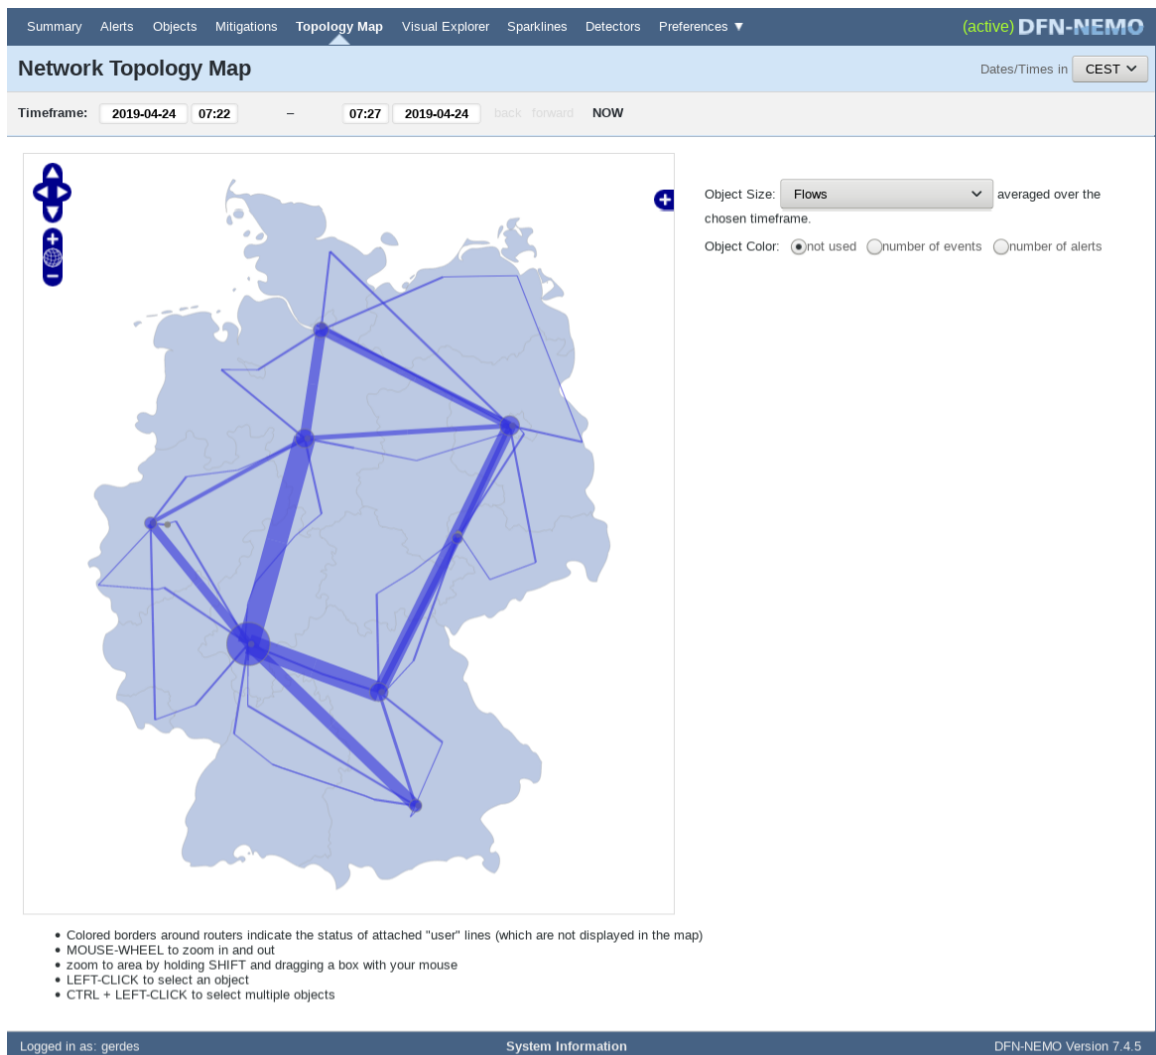 Summary Alerts Objects Mitigations Topology Map Visual Explorer Sparklines Detectors Preferences ▼ (active) DFN-NEMO
Network Topology Map Dates/Times in CEST
Timeframe: 2019-04-24 07:22 – 07:27 2019-04-24 back forward NOW
Object Size: Flows averaged over the
chosen timeframe.
Object Color: not used number of events number of alerts
• Colored borders around routers indicate the status of attached "user" lines (which are not displayed in the map)
• MOUSE-WHEEL to zoom in and out
• zoom to area by holding SHIFT and dragging a box with your mouse
• LEFT-CLICK to select an object
• CTRL + LEFT-CLICK to select multiple objects
Logged in as: gerdes System Information DFN-NEMO Version 7.4.5